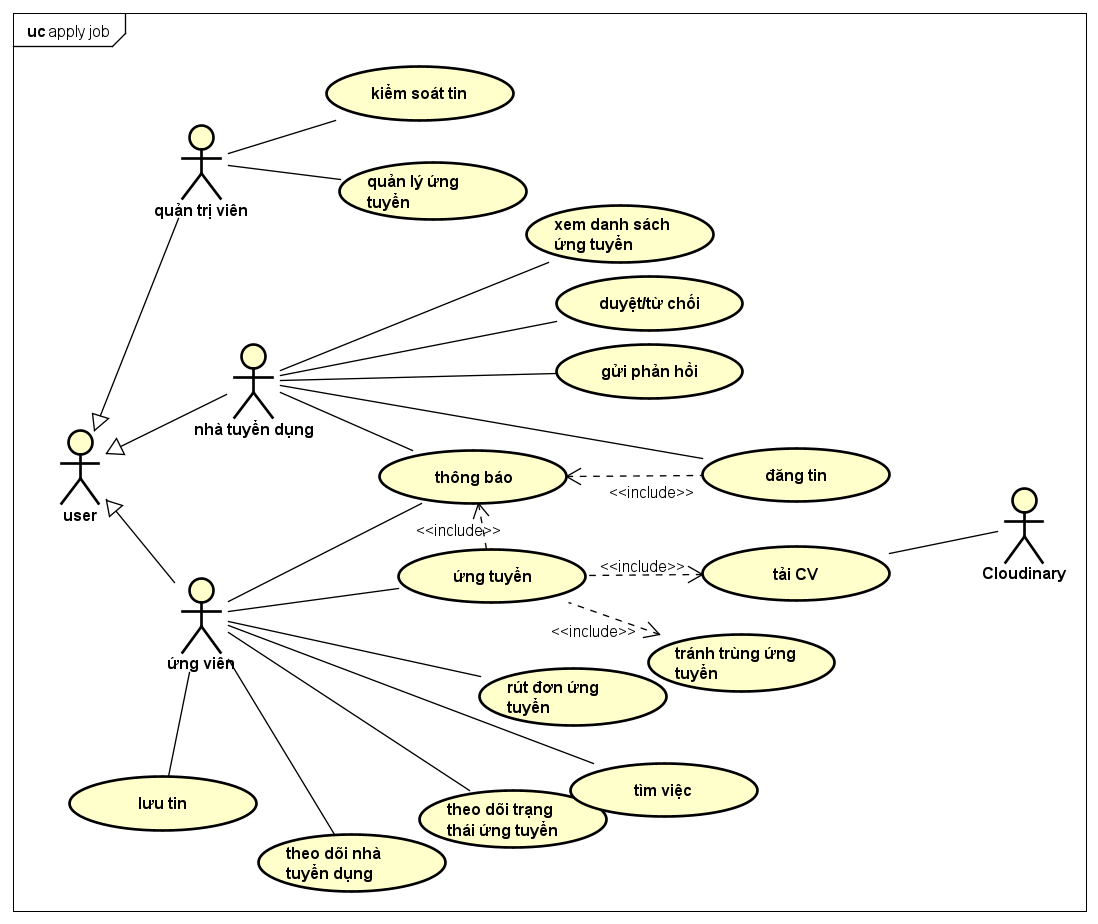 uc apply job
kiểm soát tin
quản trị viên
quản lý ứng
tuyển
xem danh sách
ứng tuyển
duyệt/từ chối
gửi phản hồi
nhà tuyển dụng
user
thông báo
đăng tin
<<include>>
<<include>>
ứng tuyển
<<include>>
tải CV
Cloudinary
<<include>>
tránh trùng ứng
tuyển
ứng viên
rút đơn ứng
tuyển
lưu tin
tìm việc
theo dõi trạng
thái ứng tuyển
theo dõi nhà
tuyển dụng